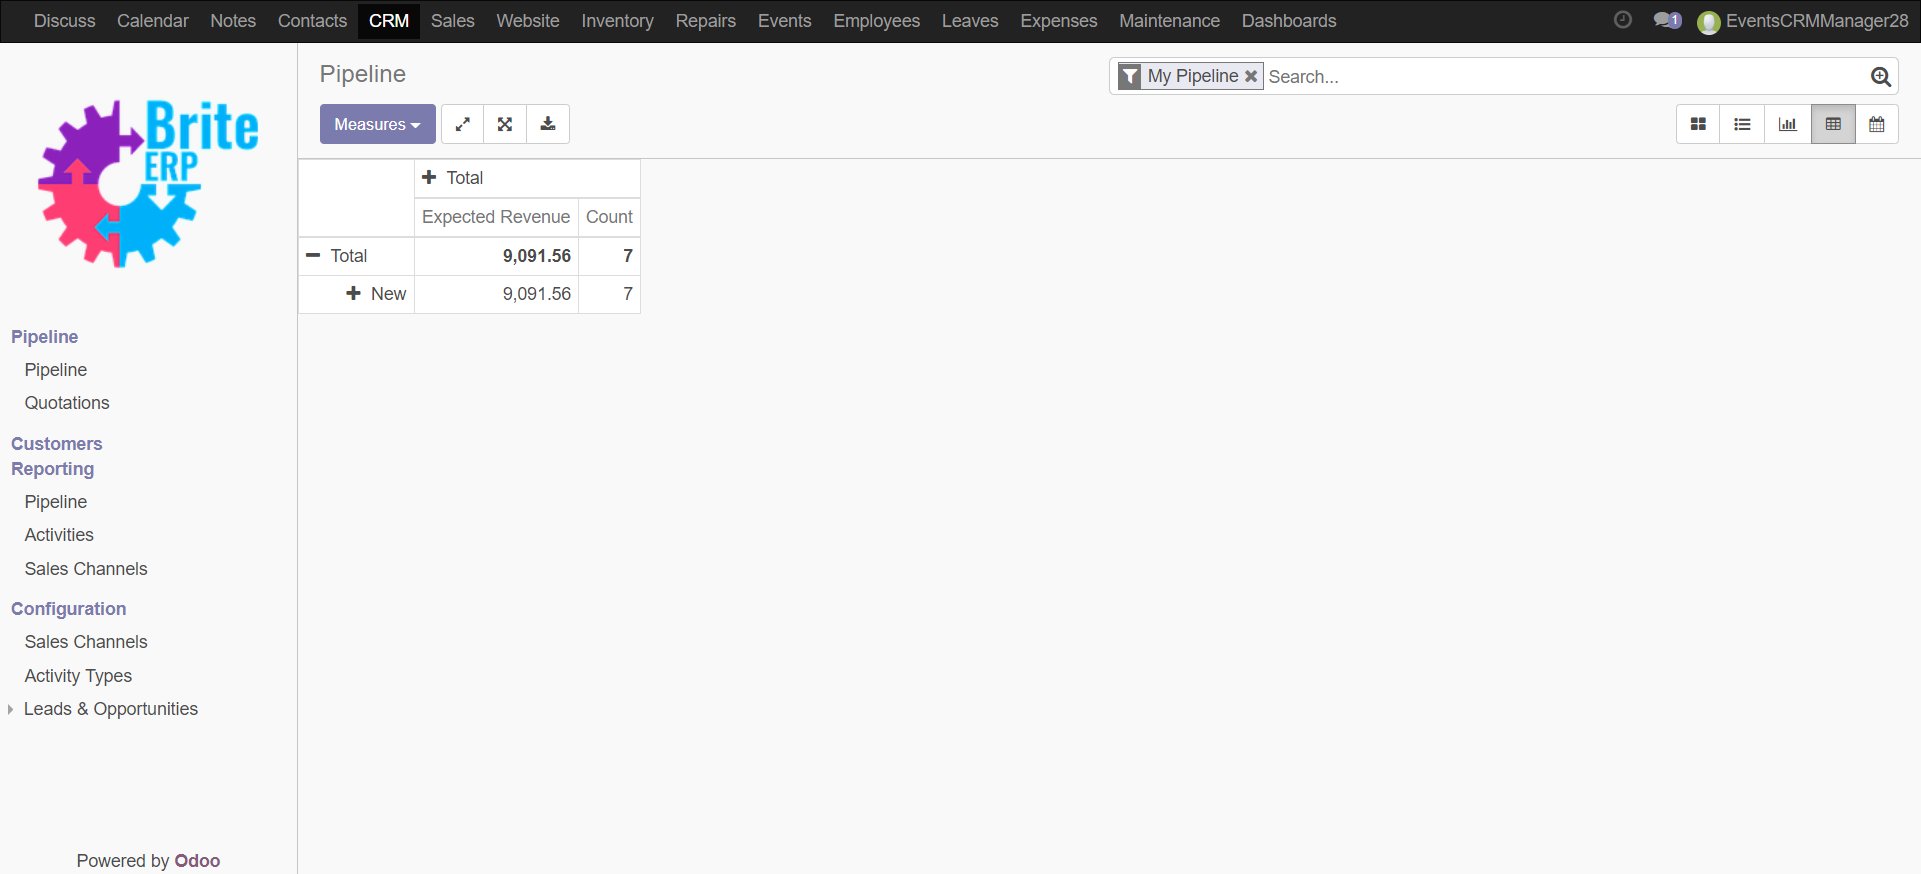 Discuss Calendar Notes Contacts CRM Sales Website Inventory Repairs Events Employees Leaves Expenses Maintenance Dashboards 1 EventsCRMManager28
Brite
ERP
Pipeline
My Pipeline Search...
Measures
Total
Expected Revenue Count
Total 9,091.56 7
New 9,091.56 7
Pipeline
Pipeline
Quotations
Customers
Reporting
Pipeline
Activities
Sales Channels
Configuration
Sales Channels
Activity Types
Leads & Opportunities
Powered by Odoo